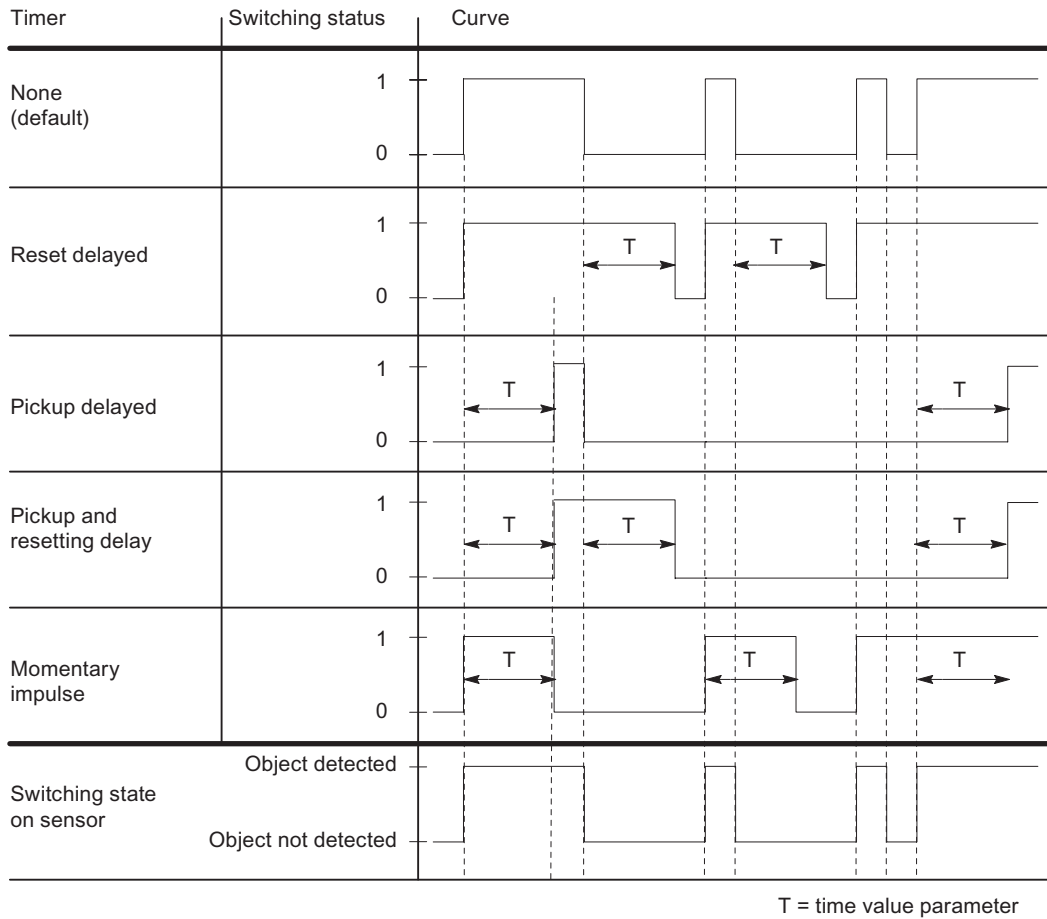 Timer Switching status Curve
None
(default)
1
0
Reset delayed
1
0
T T
Pickup delayed
1
0
T T
Pickup and
resetting delay
1
0
T T T
Momentary
impulse
1
0
T T T
Switching state
on sensor
Object detected
Object not detected
T = time value parameter